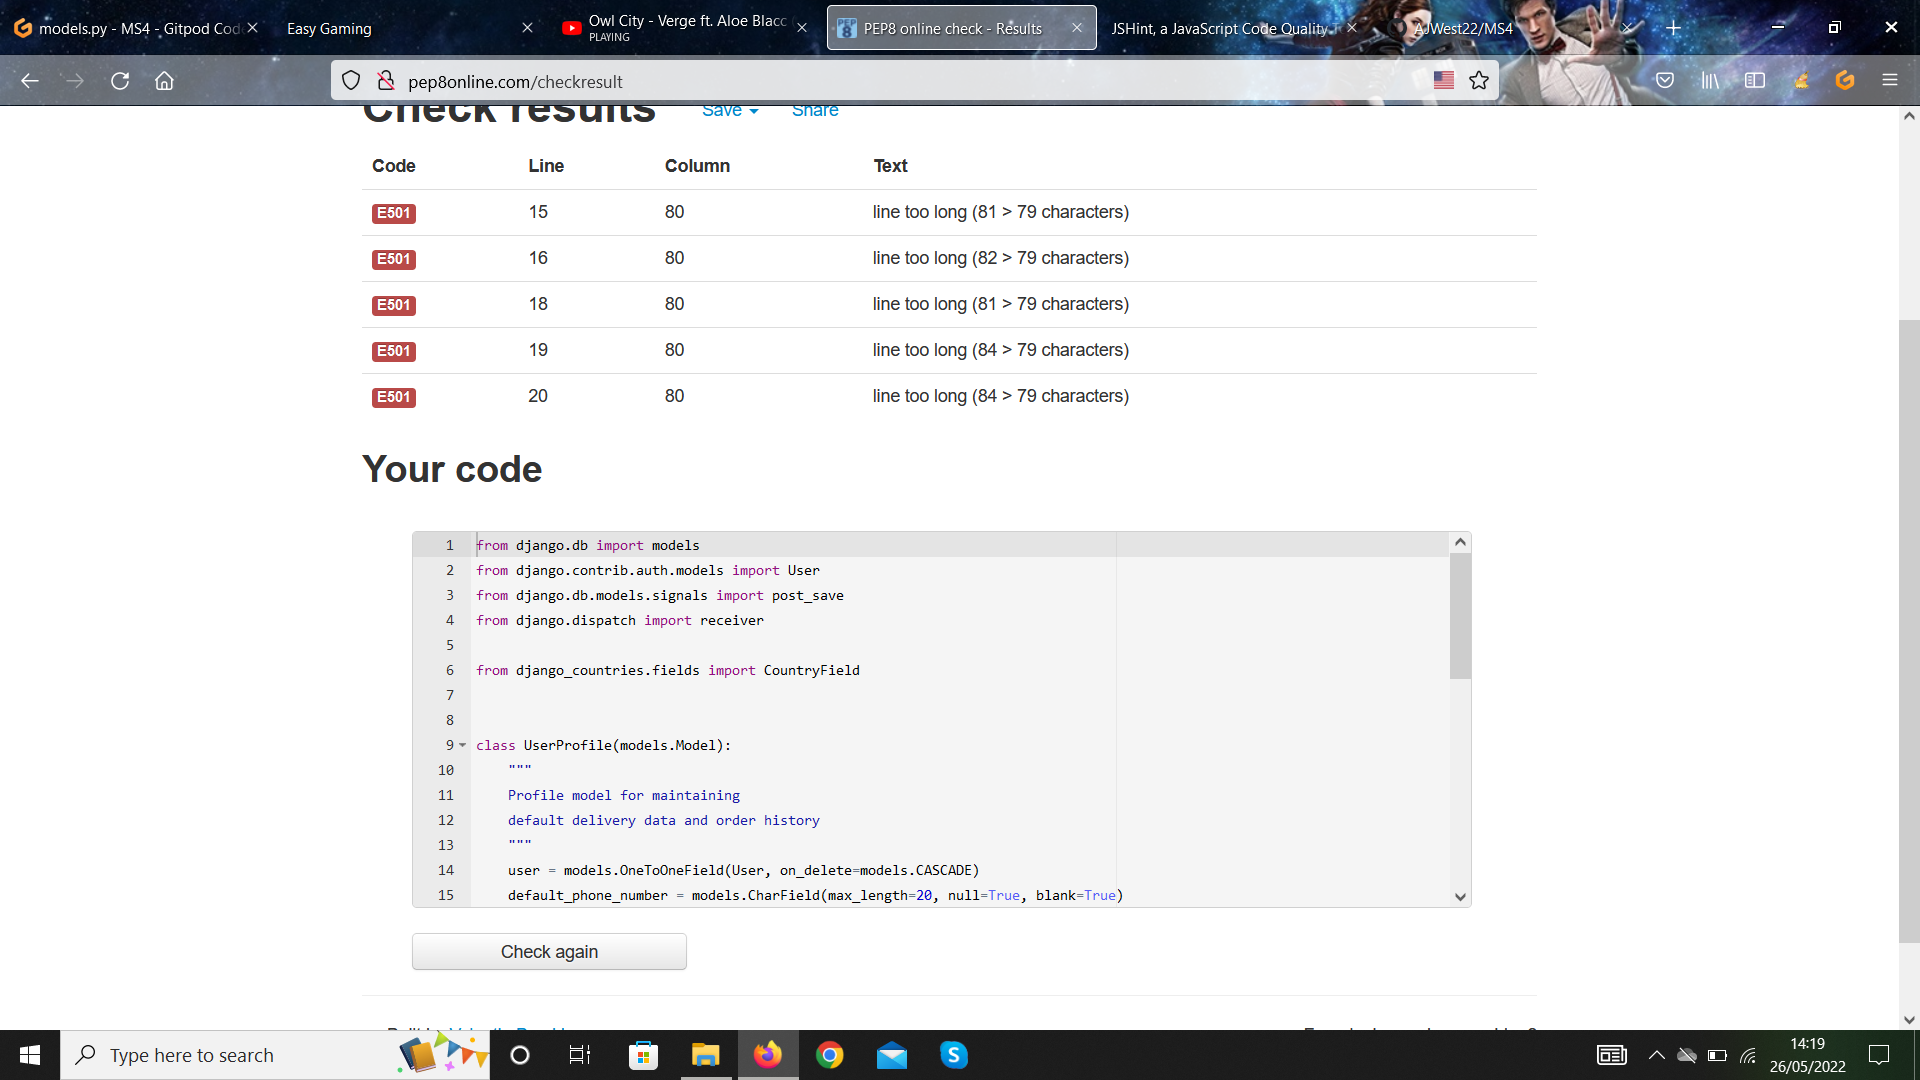 models.py - MS4 - Gitpod Cod
Easy Gaming
Owl City - Verge ft. Aloe Blacc
PLAYING
PEP8 online check - Results
JSHint, a JavaScript Code Quality
AJWest22/MS4
pep8online.com/checkresult
Check results
Save
Share
Code Line Column Text
E501 15 80 line too long (81 > 79 characters)
E501 16 80 line too long (82 > 79 characters)
E501 18 80 line too long (81 > 79 characters)
E501 19 80 line too long (84 > 79 characters)
E501 20 80 line too long (84 > 79 characters)
Your code
1 from django.db import models
2 from django.contrib.auth.models import User
3 from django.db.models.signals import post_save
4 from django.dispatch import receiver
5
6 from django_countries.fields import CountryField
7
8
9 class UserProfile(models.Model):
10 """
11 Profile model for maintaining
12 default delivery data and order history
13 """
14 user = models.OneToOneField(User, on_delete=models.CASCADE)
15 default_phone_number = models.CharField(max_length=20, null=True, blank=True)
Check again
Type here to search
14:19
26/05/2022